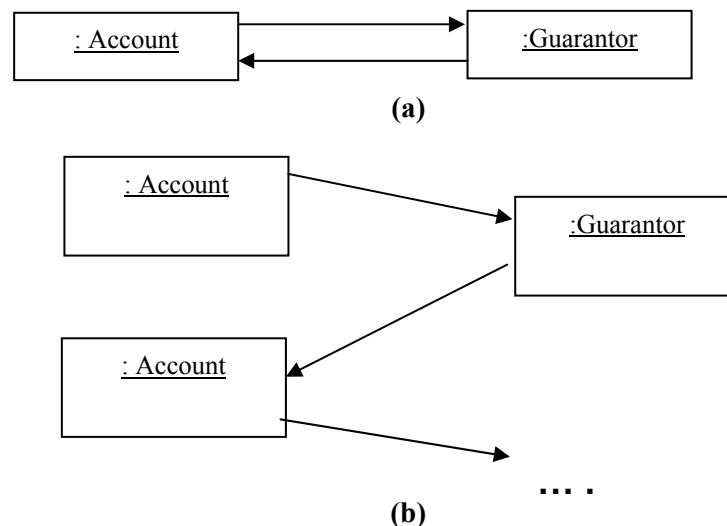 : Account
:Guarantor
(a)
: Account
:Guarantor
: Account
... .
(b)